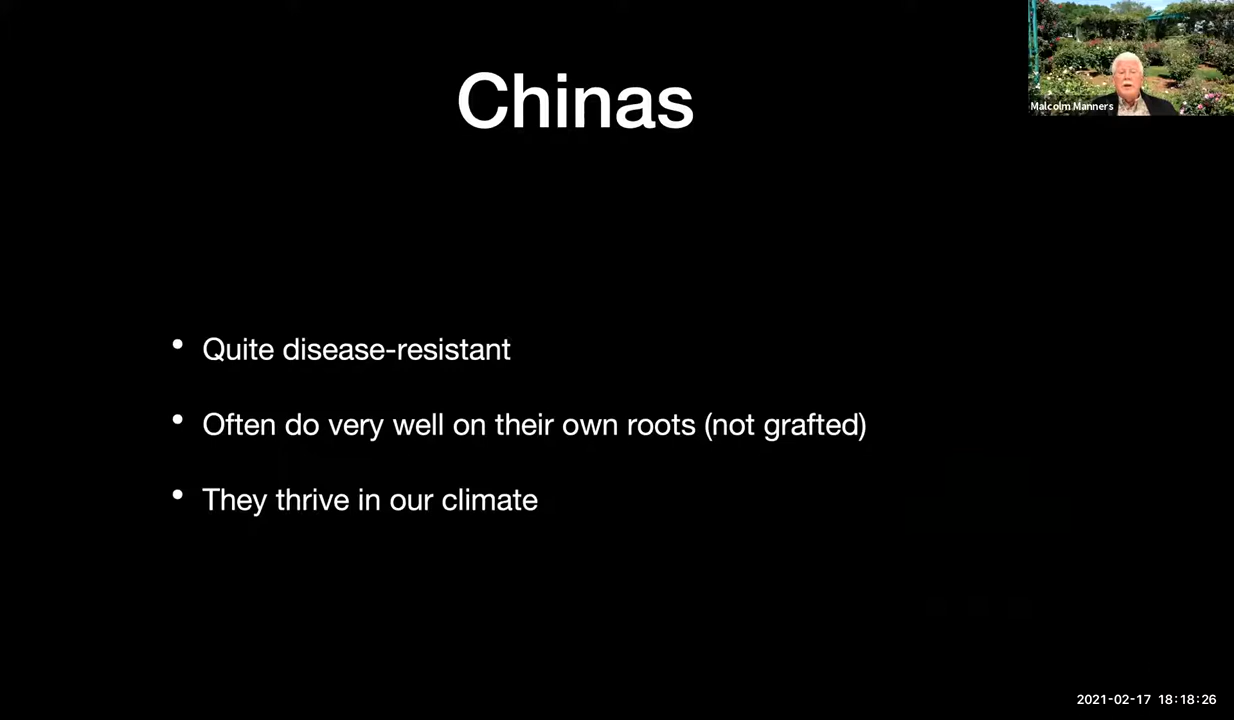 Chinas
Malcolm Manners
• Quite disease-resistant
• Often do very well on their own roots (not grafted)
• They thrive in our climate
2021-02-17 18:18:26